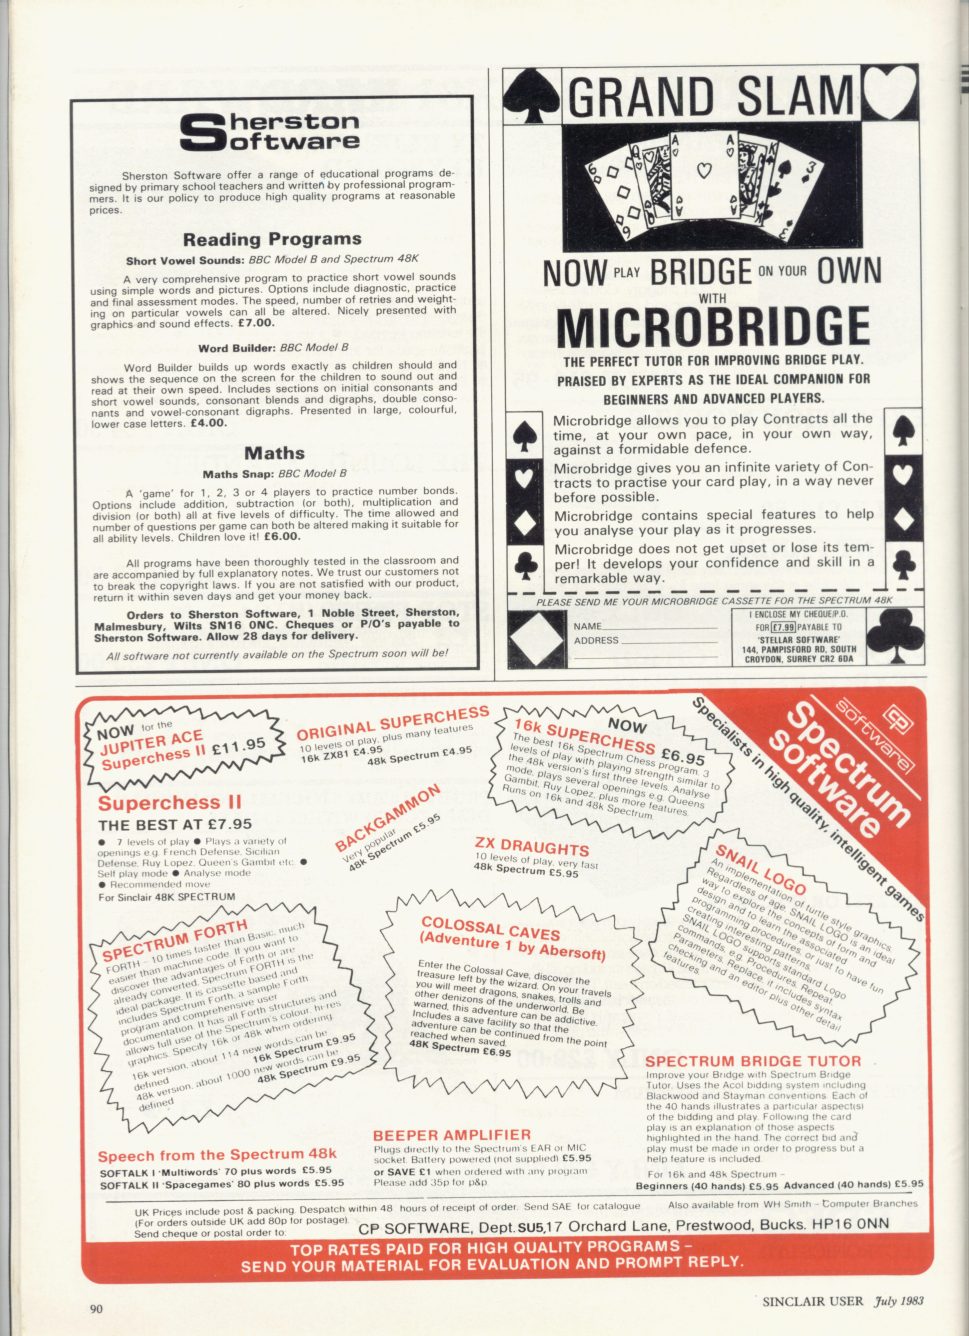 Sherston
Software
Sherston Software offer a range of educational programs de-
signed by primary school teachers and written by professional program-
mers. It is our policy to produce high quality programs at reasonable
prices.
Reading Programs
Short Vowel Sounds: BBC Model B and Spectrum 48K
A very comprehensive program to practice short vowel sounds
using simple words and pictures. Options include diagnostic, practice
and final assessment modes. The speed, number of retries and weight-
ing on particular vowels can all be altered. Nicely presented with
graphics and sound effects. £7.00.
Word Builder: BBC Model B
Word Builder builds up words exactly as children should and
shows the sequence on the screen for the children to sound out and
read at their own speed. Includes sections on initial consonants and
short vowel sounds, consonant blends and digraphs, double conso-
nants and vowel-consonant digraphs. Presented in large, colourful,
lower case letters. £4.00.
Maths
Maths Snap: BBC Model B
A 'game' for 1, 2, 3 or 4 players to practice number bonds.
Options include addition, subtraction (or both), multiplication and
division (or both) all at five levels of difficulty. The time allowed and
number of questions per game can both be altered making it suitable for
all ability levels. Children love it! £6.00.
All programs have been thoroughly tested in the classroom and
are accompanied by full explanatory notes. We trust our customers not
to break the copyright laws. If you are not satisfied with our product,
return it within seven days and get your money back.
Orders to Sherston Software, 1 Noble Street, Sherston,
Malmesbury, Wilts SN16 0NC. Cheques or P/O's payable to
Sherston Software. Allow 28 days for delivery.
All software not currently available on the Spectrum soon will be!
GRAND SLAM
6 Q A A K 3
NOW PLAY BRIDGE ON YOUR OWN
WITH
MICROBRIDGE
THE PERFECT TUTOR FOR IMPROVING BRIDGE PLAY.
PRAISED BY EXPERTS AS THE IDEAL COMPANION FOR
BEGINNERS AND ADVANCED PLAYERS.
Microbridge allows you to play Contracts all the
time, at your own pace, in your own way,
against a formidable defence.
Microbridge gives you an infinite variety of Con-
tracts to practise your card play, in a way never
before possible.
Microbridge contains special features to help
you analyse your play as it progresses.
Microbridge does not get upset or lose its tem-
per! It develops your confidence and skill in a
remarkable way.
PLEASE SEND ME YOUR MICROBRIDGE CASSETTE FOR THE SPECTRUM 48K
NAME
ADDRESS
I ENCLOSE MY CHEQUE/P.O.
FOR £7.99 PAYABLE TO
'STELLAR SOFTWARE'
144, PAMPISFORD RD, SOUTH
CROYDON, SURREY CR2 6DA
NOW for the
JUPITER ACE
Superchess II £11.95
ORIGINAL SUPERCHESS
10 levels of play, plus many features
16k ZX81 £4.95
48k Spectrum £4.95
NOW
16k SUPERCHESS £6.95
The best 16k Spectrum Chess program. 3
levels of play with playing strength similar to
the 48k version's first three levels. Analyse
mode, plays several openings e.g. Queens
Gambit, Ruy Lopez, plus more features.
Runs on 16k and 48k Spectrum.
cp
software
Spectrum
Software
Specialists in high quality, intelligent games
Superchess II
THE BEST AT £7.95
● 7 levels of play ● Plays a variety of
openings e.g. French Defense, Sicilian
Defense, Ruy Lopez, Queen's Gambit etc. ●
Self play mode ● Analyse mode
● Recommended move
For Sinclair 48K SPECTRUM
BACKGAMMON
Very popular
48k Spectrum £5.95
ZX DRAUGHTS
10 levels of play, very fast
48k Spectrum £5.95
SNAIL LOGO
An implementation of turtle style graphics.
Regardless of age, SNAIL LOGO is an ideal
way to explore the concepts of form and
design and to learn the associated
programming procedures, or just to have fun
creating interesting patterns.
SNAIL LOGO supports standard Logo
commands, e.g. Procedures, Repeat,
Parameters, Replace, it includes syntax
checking and an editor plus other detail
features
SPECTRUM FORTH
FORTH – 10 times faster than Basic, much
easier than machine code. If you want to
discover the advantages of Forth or are
already converted, Spectrum FORTH is the
ideal package. It is cassette based and
includes Spectrum Forth, a sample Forth
program and comprehensive user
documentation. It has all Forth structures and
allows full use of the Spectrum's colour, hi-res
graphics. Specify 16k or 48k when ordering
16k version, about 114 new words can be
defined 16k Spectrum £9.95
48k version, about 1000 new words can be
defined 48k Spectrum £9.95
COLOSSAL CAVES
(Adventure 1 by Abersoft)
Enter the Colossal Cave, discover the
treasure left by the wizard. On your travels
you will meet dragons, snakes, trolls and
other denizons of the underworld. Be
warned, this adventure can be addictive.
Includes a save facility so that the
adventure can be continued from the point
reached when saved.
48K Spectrum £6.95
SPECTRUM BRIDGE TUTOR
Improve your Bridge with Spectrum Bridge
Tutor. Uses the Acol bidding system including
Blackwood and Stayman conventions. Each of
the 40 hands illustrates a particular aspect(s)
of the bidding and play. Following the card
play is an explanation of those aspects
highlighted in the hand. The correct bid and
play must be made in order to progress but a
help feature is included.
For 16k and 48k Spectrum –
Beginners (40 hands) £5.95 Advanced (40 hands) £5.95
Speech from the Spectrum 48k
SOFTALK I 'Multiwords' 70 plus words £5.95
SOFTALK II 'Spacegames' 80 plus words £5.95
BEEPER AMPLIFIER
Plugs directly to the Spectrum's EAR or MIC
socket. Battery powered (not supplied) £5.95
or SAVE £1 when ordered with any program
Please add 35p for p&p
UK Prices include post & packing. Despatch within 48 hours of receipt of order. Send SAE for catalogue
Also available from WH Smith – Computer Branches
(For orders outside UK add 80p for postage).
Send cheque or postal order to:
CP SOFTWARE, Dept. SU5, 17 Orchard Lane, Prestwood, Bucks. HP16 0NN
TOP RATES PAID FOR HIGH QUALITY PROGRAMS –
SEND YOUR MATERIAL FOR EVALUATION AND PROMPT REPLY.
90
SINCLAIR USER July 1983